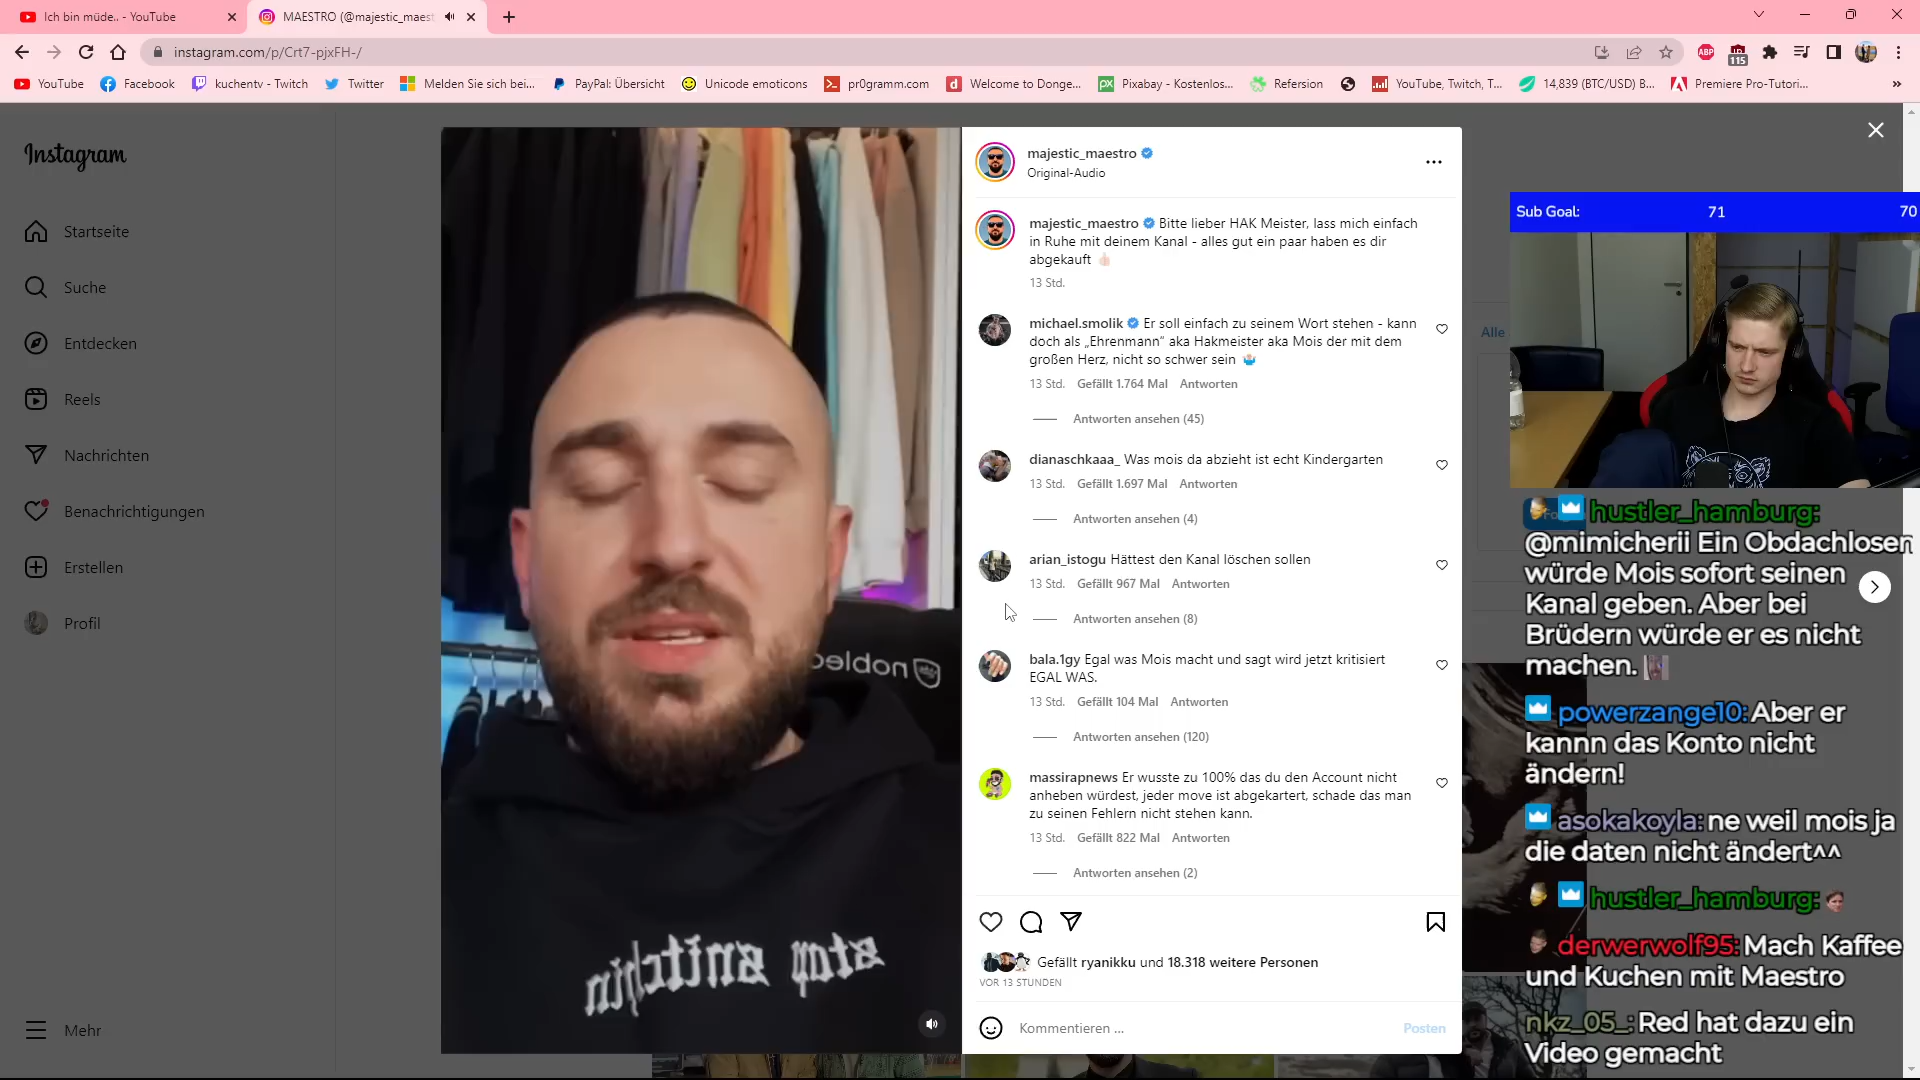 Ich bin müde.. - YouTube
MAESTRO (@majestic_maest
instagram.com/p/Crt7-pjxFH-/
ABP
115
YouTube
Facebook
kuchentv - Twitch
Twitter
Melden Sie sich bei...
PayPal: Übersicht
Unicode emoticons
pr0gramm.com
Welcome to Donge...
Pixabay - Kostenlos...
Refersion
YouTube, Twitch, T...
14,839 (BTC/USD) B...
Premiere Pro-Tutori...
Instagram
Startseite
Suche
Entdecken
Reels
Nachrichten
Benachrichtigungen
Erstellen
Profil
Mehr
noblec
majestic_maestro
Original-Audio
majestic_maestro Bitte lieber HAK Meister, lass mich einfach
in Ruhe mit deinem Kanal - alles gut ein paar haben es dir
abgekauft 👍🏻
13 Std.
michael.smolik Er soll einfach zu seinem Wort stehen - kann
doch als „Ehrenmann“ aka Hakmeister aka Mois der mit dem
großen Herz, nicht so schwer sein 🤷‍♂️
13 Std. Gefällt 1.764 Mal Antworten
Antworten ansehen (45)
dianaschkaaa_ Was mois da abzieht ist echt Kindergarten
13 Std. Gefällt 1.697 Mal Antworten
Antworten ansehen (4)
arian_istogu Hättest den Kanal löschen sollen
13 Std. Gefällt 967 Mal Antworten
Antworten ansehen (8)
bala.1gy Egal was Mois macht und sagt wird jetzt kritisiert
EGAL WAS.
13 Std. Gefällt 104 Mal Antworten
Antworten ansehen (120)
massirapnews Er wusste zu 100% das du den Account nicht
anheben würdest, jeder move ist abgekartert, schade das man
zu seinen Fehlern nicht stehen kann.
13 Std. Gefällt 822 Mal Antworten
Antworten ansehen (2)
Gefällt ryanikku und 18.318 weitere Personen
VOR 13 STUNDEN
Kommentieren ...
Posten
Alle
Sub Goal: 71 70
hustler_hamburg:
@mimicherii Ein Obdachlosen
würde Mois sofort seinen
Kanal geben. Aber bei
Brüdern würde er es nicht
machen.
powerzange10: Aber er
kannn das Konto nicht
ändern!
asokakoyla: ne weil mois ja
die daten nicht ändert^^
hustler_hamburg:
derwerwolf95: Mach Kaffee
und Kuchen mit Maestro
nkz_05_: Red hat dazu ein
Video gemacht